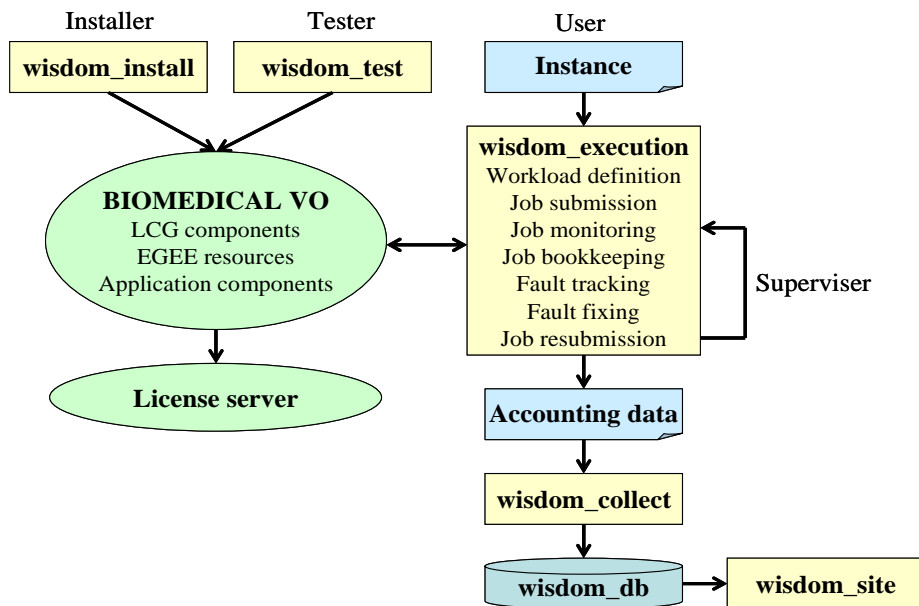 Installer
Tester
User
wisdom_install
wisdom_test
Instance
wisdom_execution
Workload definition
Job submission
Job monitoring
Job bookkeeping
Fault tracking
Fault fixing
Job resubmission
BIOMEDICAL VO
LCG components
EGEE resources
Application components
Superviser
License server
Accounting data
wisdom_collect
wisdom_db
wisdom_site